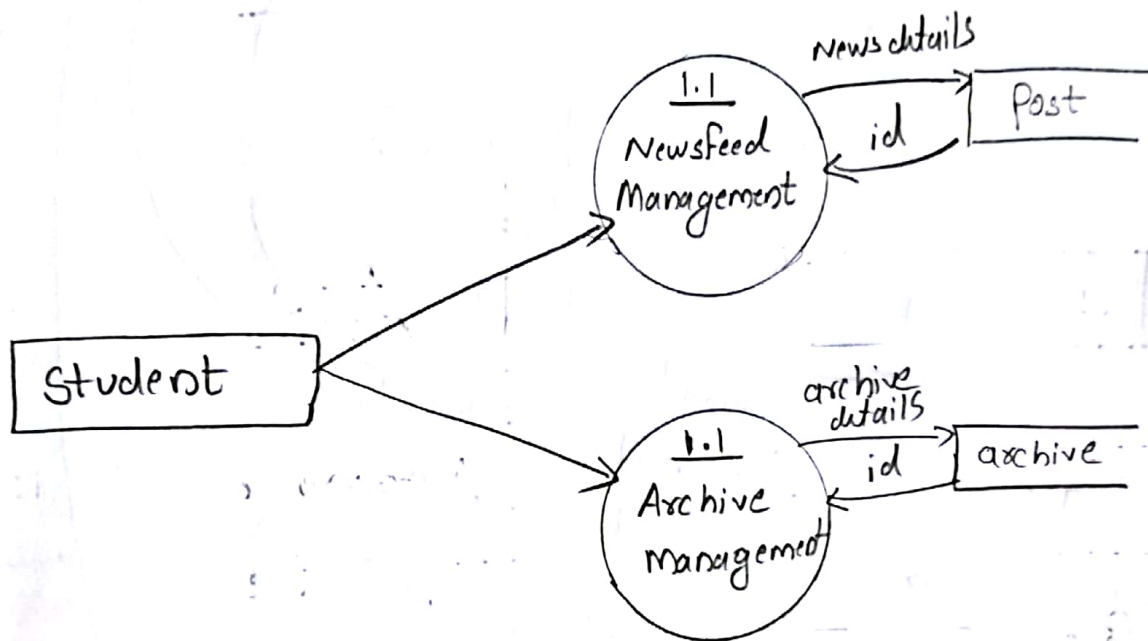 News details
1.1
Newsfeed
Management
Post
id
Student
archive
details
1.1
Archive
Management
id
archive